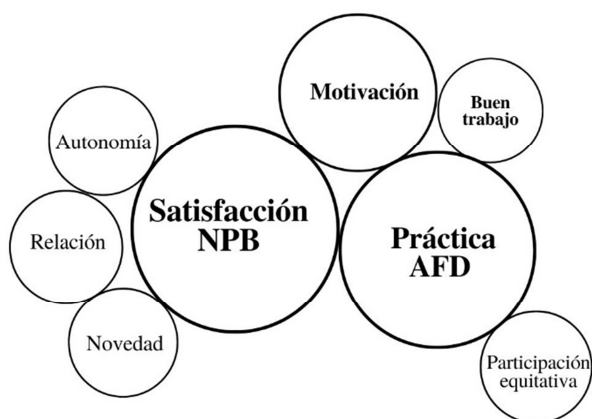 Motivación
Buen
trabajo
Autonomía
Satisfacción
NPB
Relación
Práctica
AFD
Novedad
Participación
equitativa